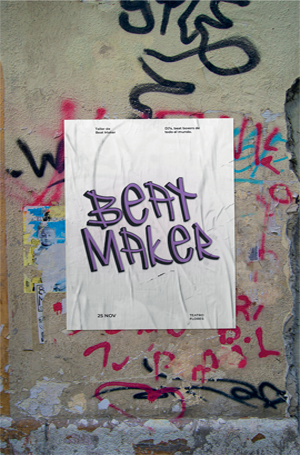 Taller de
Beat Maker
DJ's, beat boxers de
todo el mundo.
BEAT
MAKER
25 NOV
TEATRO
FLORES